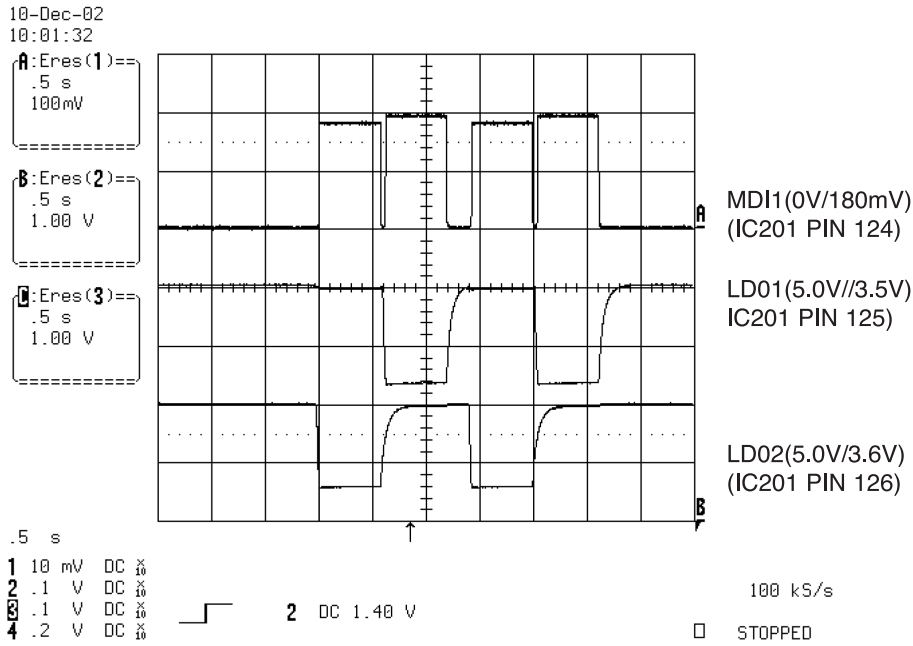 10-Dec-02
10:01:32
A:Eres(1)==
.5 s
100mV
B:Eres(2)==
.5 s
1.00 V
:Eres(3)==
.5 s
1.00 V
A
MDI1(0V/180mV)
(IC201 PIN 124)
LD01(5.0V//3.5V)
IC201 PIN 125)
LD02(5.0V/3.6V)
(IC201 PIN 126)
B
.5 s
1 10 mV DC X10
2 .1 V DC X10
3 .1 V DC X10
4 .2 V DC X10
2 DC 1.40 V
100 kS/s
STOPPED